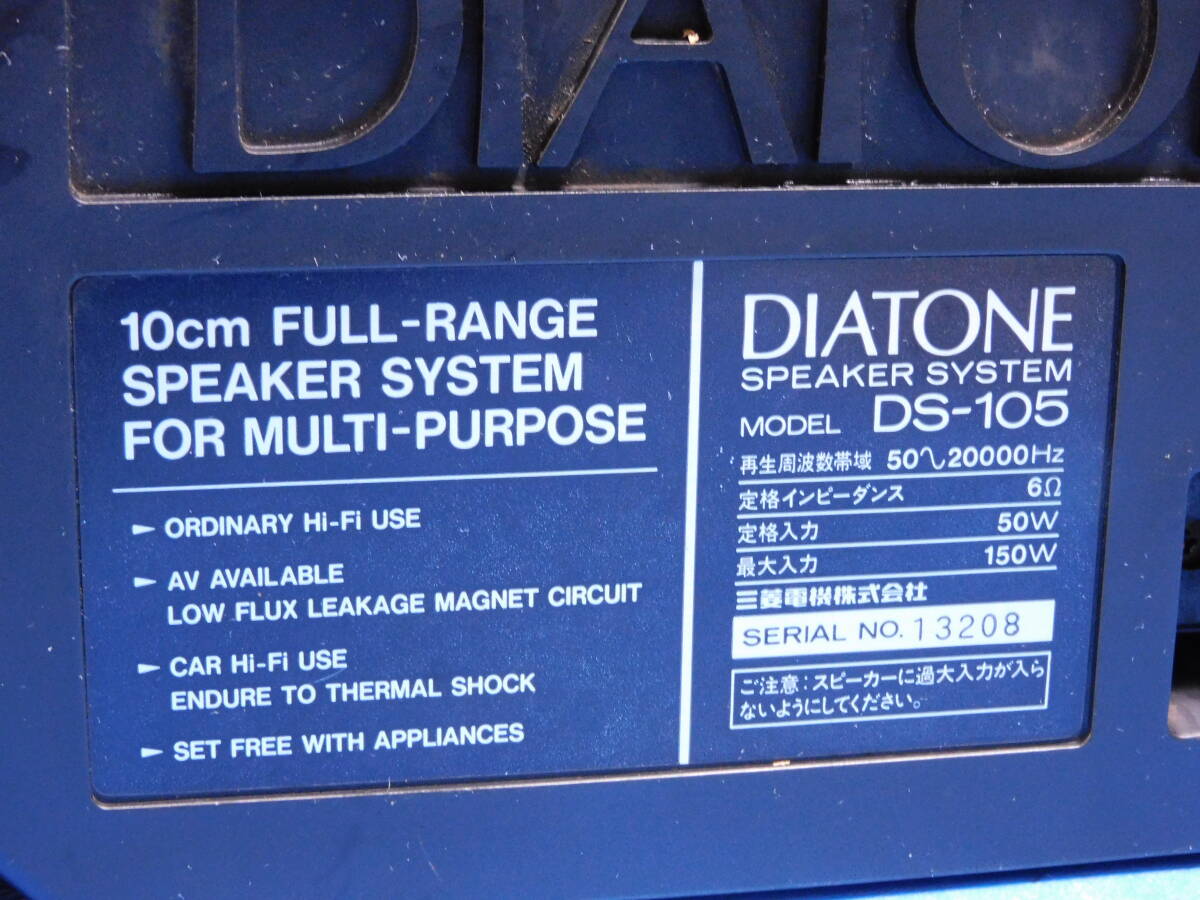 DIATO
10cm FULL-RANGE
SPEAKER SYSTEM
FOR MULTI-PURPOSE
► ORDINARY Hi-Fi USE
► AV AVAILABLE
LOW FLUX LEAKAGE MAGNET CIRCUIT
► CAR Hi-Fi USE
ENDURE TO THERMAL SHOCK
► SET FREE WITH APPLIANCES
DIATONE
SPEAKER SYSTEM
MODEL DS-105
再生周波数帯域 50〜20000Hz
定格インピーダンス 6Ω
定格入力 50W
最大入力 150W
三菱電機株式会社
SERIAL NO. 13208
ご注意:スピーカーに過大入力が入ら
ないようにしてください。